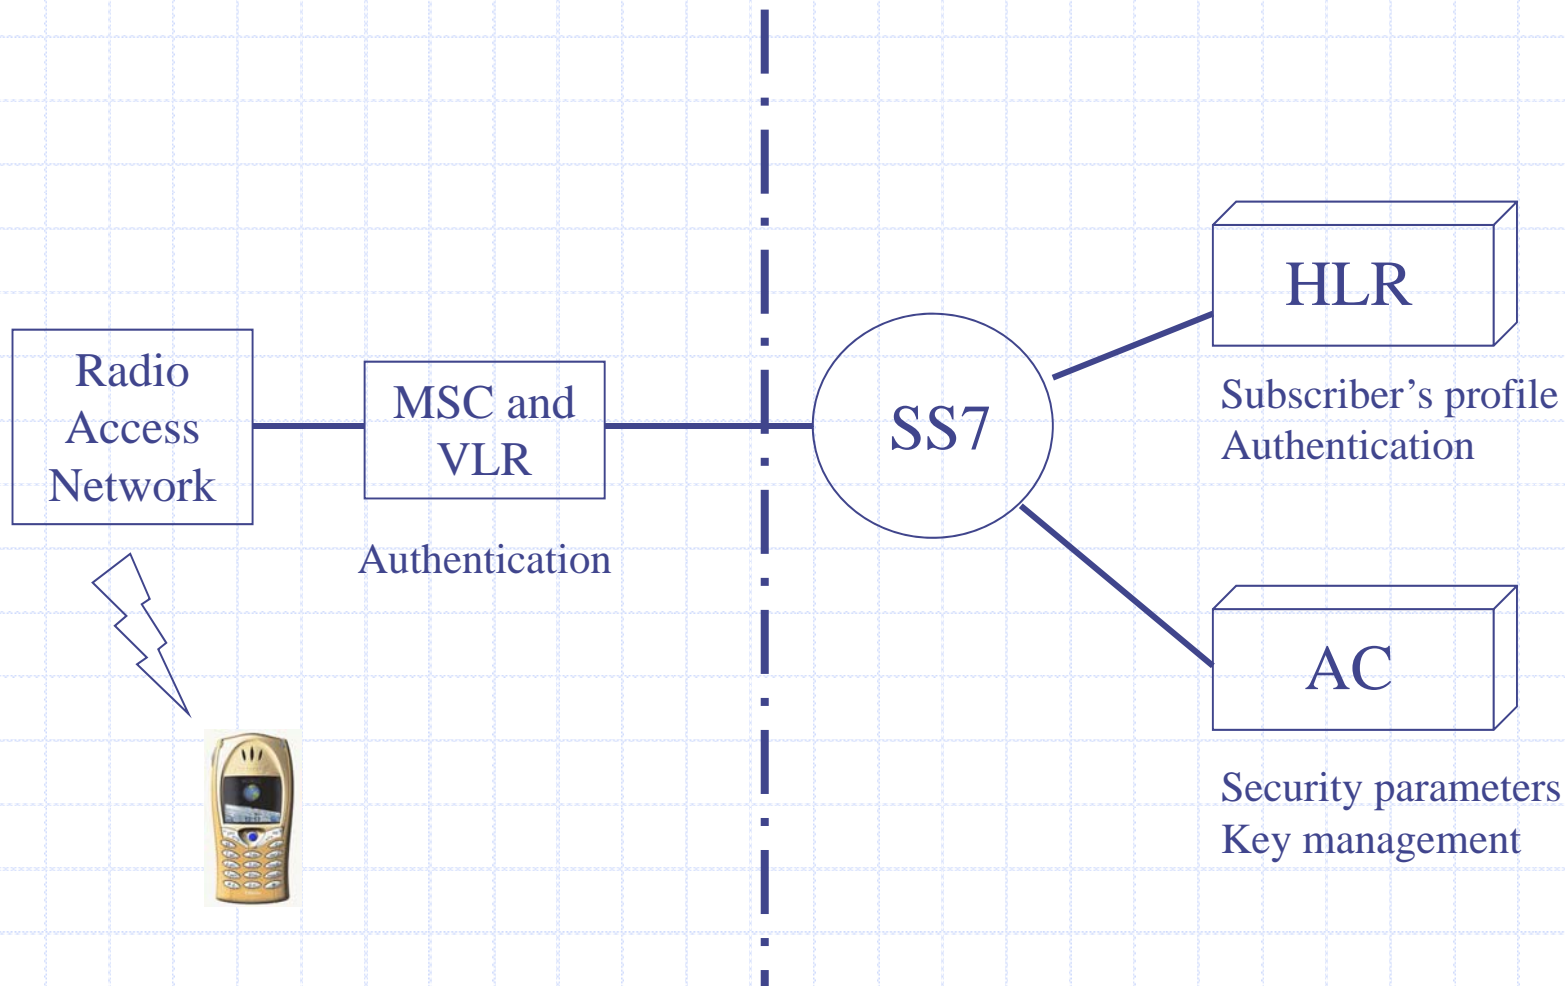 Radio
Access
Network
MSC and
VLR
Authentication
SS7
HLR
Subscriber’s profile
Authentication
AC
Security parameters
Key management